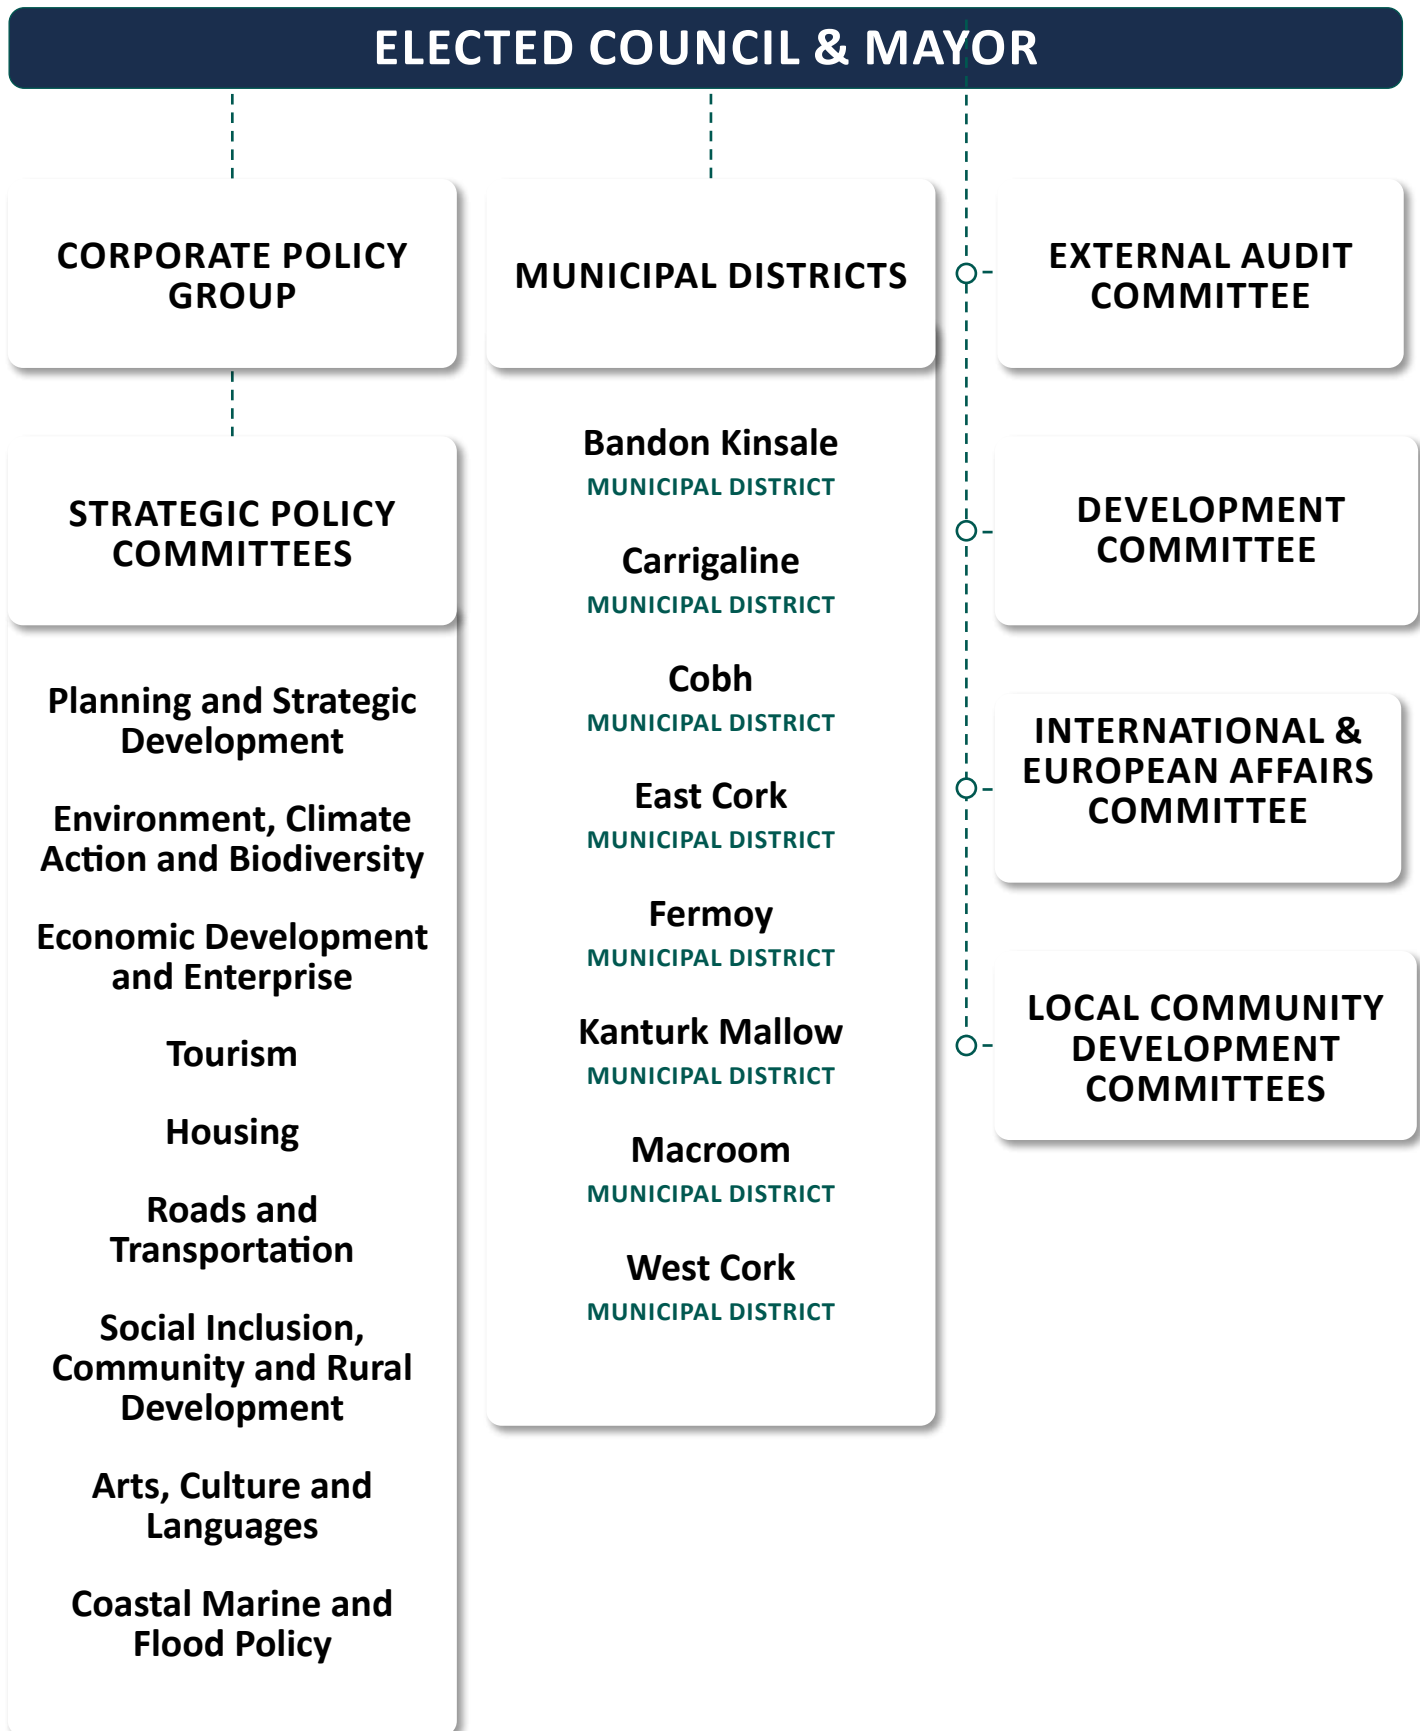 ELECTED COUNCIL & MAYOR
CORPORATE POLICY
GROUP
STRATEGIC POLICY
COMMITTEES
Planning and Strategic
Development
Environment, Climate
Action and Biodiversity
Economic Development
and Enterprise
Tourism
Housing
Roads and
Transportation
Social Inclusion,
Community and Rural
Development
Arts, Culture and
Languages
Coastal Marine and
Flood Policy
MUNICIPAL DISTRICTS
Bandon Kinsale
MUNICIPAL DISTRICT
Carrigaline
MUNICIPAL DISTRICT
Cobh
MUNICIPAL DISTRICT
East Cork
MUNICIPAL DISTRICT
Fermoy
MUNICIPAL DISTRICT
Kanturk Mallow
MUNICIPAL DISTRICT
Macroom
MUNICIPAL DISTRICT
West Cork
MUNICIPAL DISTRICT
EXTERNAL AUDIT
COMMITTEE
DEVELOPMENT
COMMITTEE
INTERNATIONAL &
EUROPEAN AFFAIRS
COMMITTEE
LOCAL COMMUNITY
DEVELOPMENT
COMMITTEES